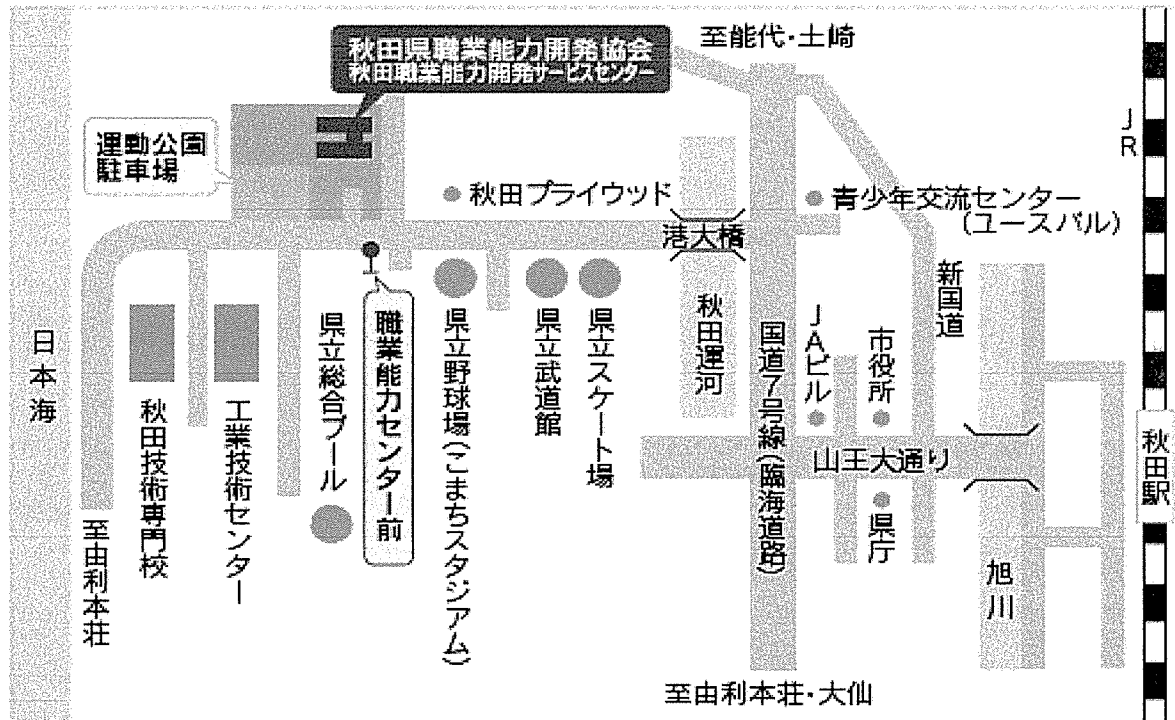 至能代・土崎
秋田県職業能力開発協会
秋田職業能力開発サービスセンター
JR
運動公園
駐車場
秋田プライウッド
青少年交流センター
(ユースパル)
港大橋
新国道
日本海
秋田技術専門校
工業技術センター
県立総合プール
職業能力センター前
県立野球場(こまちスタジアム)
県立武道館
県立スケート場
秋田運河
国道7号線(臨海道路)
JAビル
市役所
山王大通り
県庁
旭川
秋田駅
至由利本荘
至由利本荘・大仙